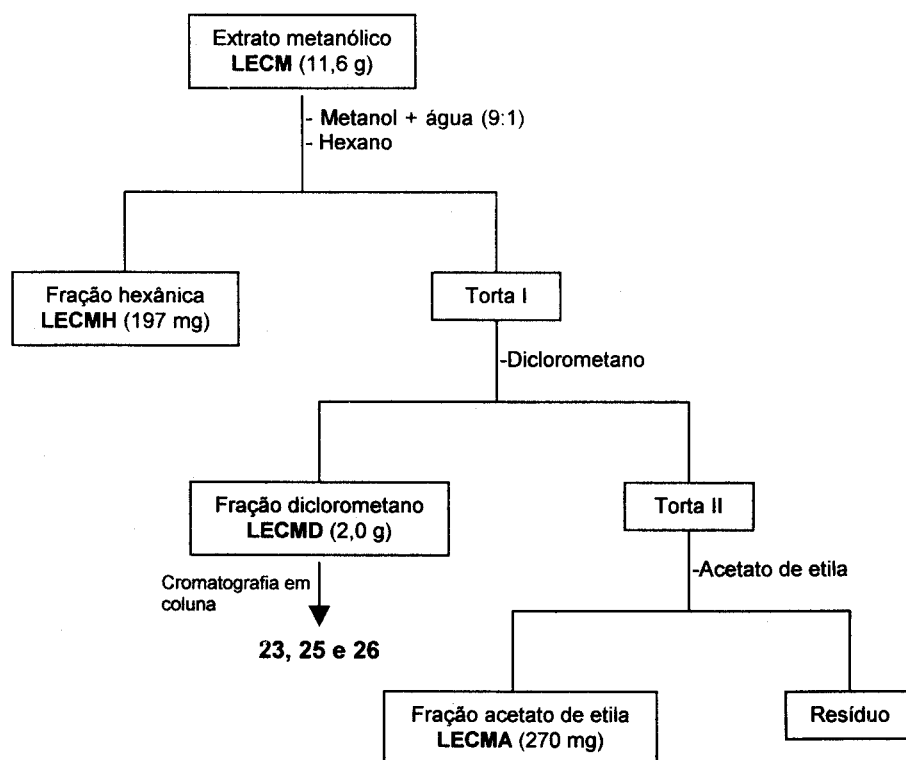 Extrato metanólico
LECM (11,6 g)
- Metanol + água (9:1)
- Hexano
Fração hexânica
LECMH (197 mg)
Torta I
-Diclorometano
Fração diclorometano
LECMD (2,0 g)
Torta II
Cromatografia em
coluna
-Acetato de etila
23, 25 e 26
Fração acetato de etila
LECMA (270 mg)
Resíduo